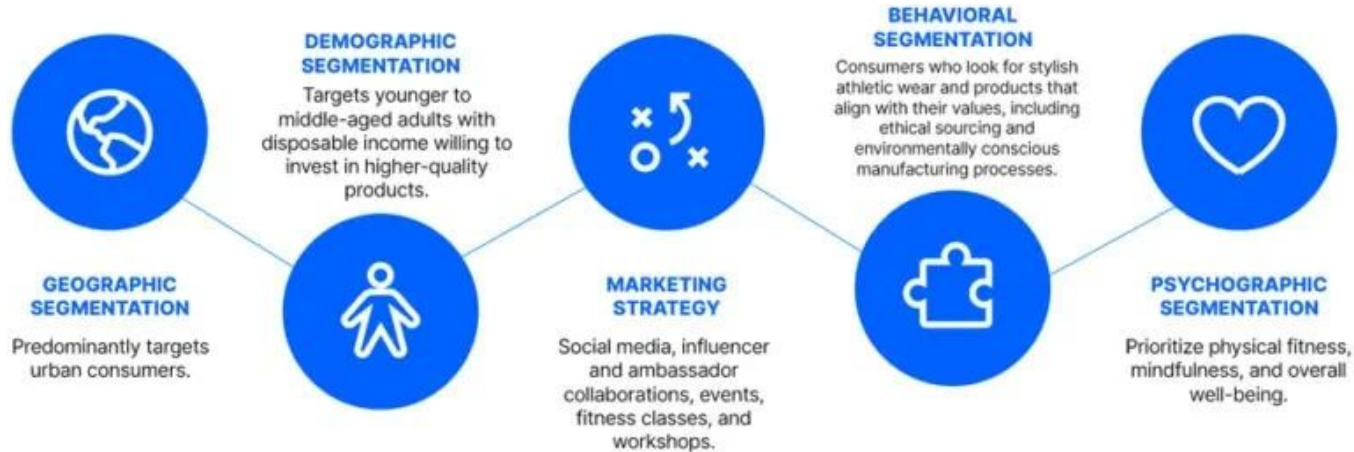 GEOGRAPHIC
SEGMENTATION
Predominantly targets
urban consumers.
DEMOGRAPHIC
SEGMENTATION
Targets younger to
middle-aged adults with
disposable income willing to
invest in higher-quality
products.
MARKETING
STRATEGY
Social media, influencer
and ambassador
collaborations, events,
fitness classes, and
workshops.
BEHAVIORAL
SEGMENTATION
Consumers who look for stylish
athletic wear and products that
align with their values, including
ethical sourcing and
environmentally conscious
manufacturing processes.
PSYCHOGRAPHIC
SEGMENTATION
Prioritize physical fitness,
mindfulness, and overall
well-being.